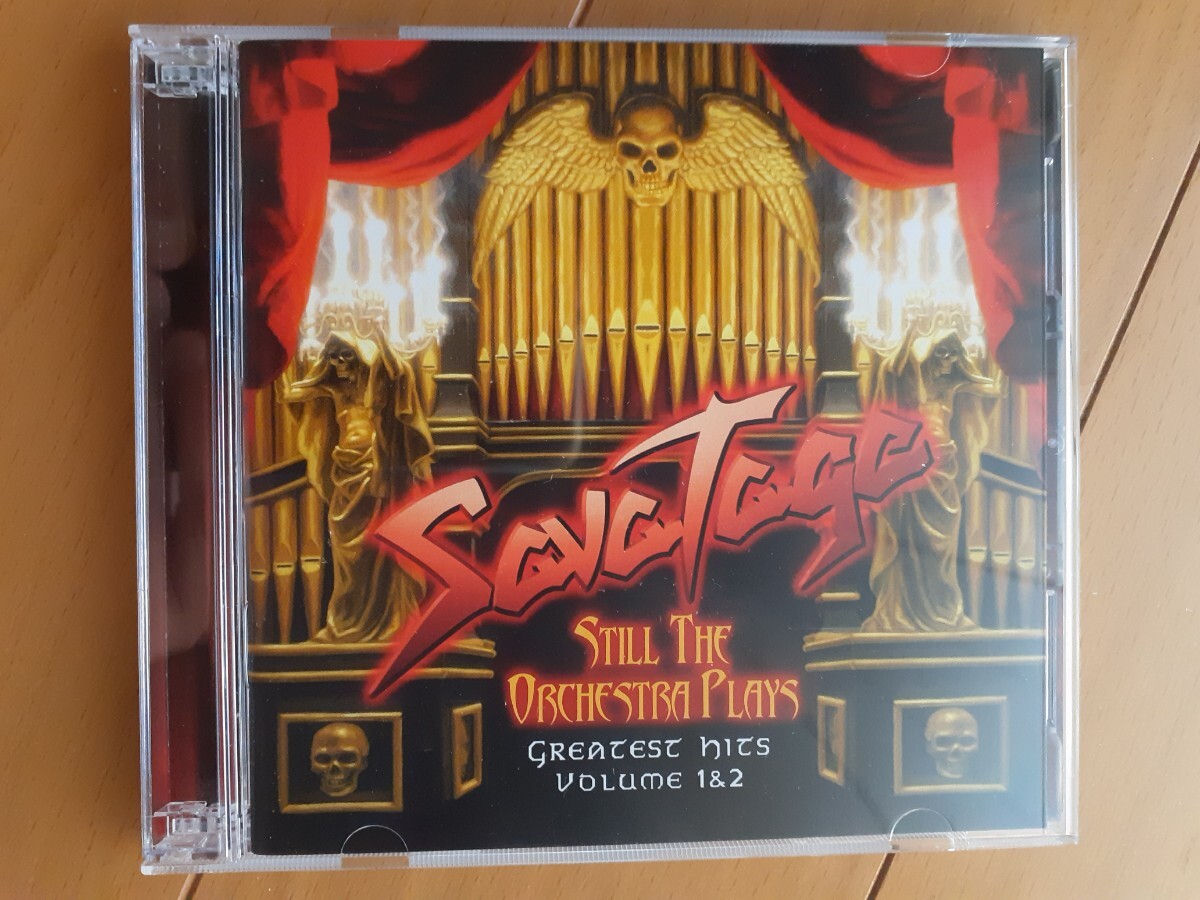 SavaTage
STILL THE
ORCHESTRA PLAYS
GREATEST HITS
VOLUME 1&2